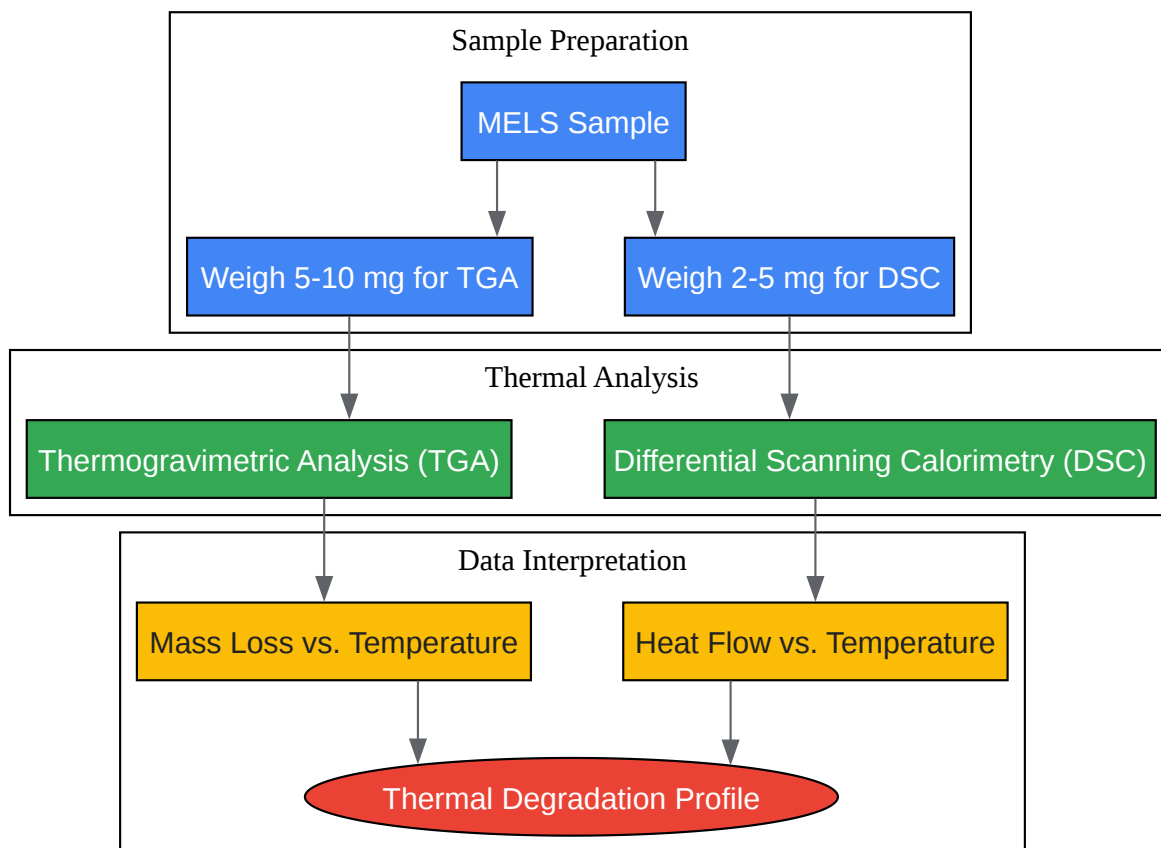 Sample Preparation
MELS Sample
Weigh 5-10 mg for TGA
Weigh 2-5 mg for DSC
Thermal Analysis
Thermogravimetric Analysis (TGA)
Differential Scanning Calorimetry (DSC)
Data Interpretation
Mass Loss vs. Temperature
Heat Flow vs. Temperature
Thermal Degradation Profile